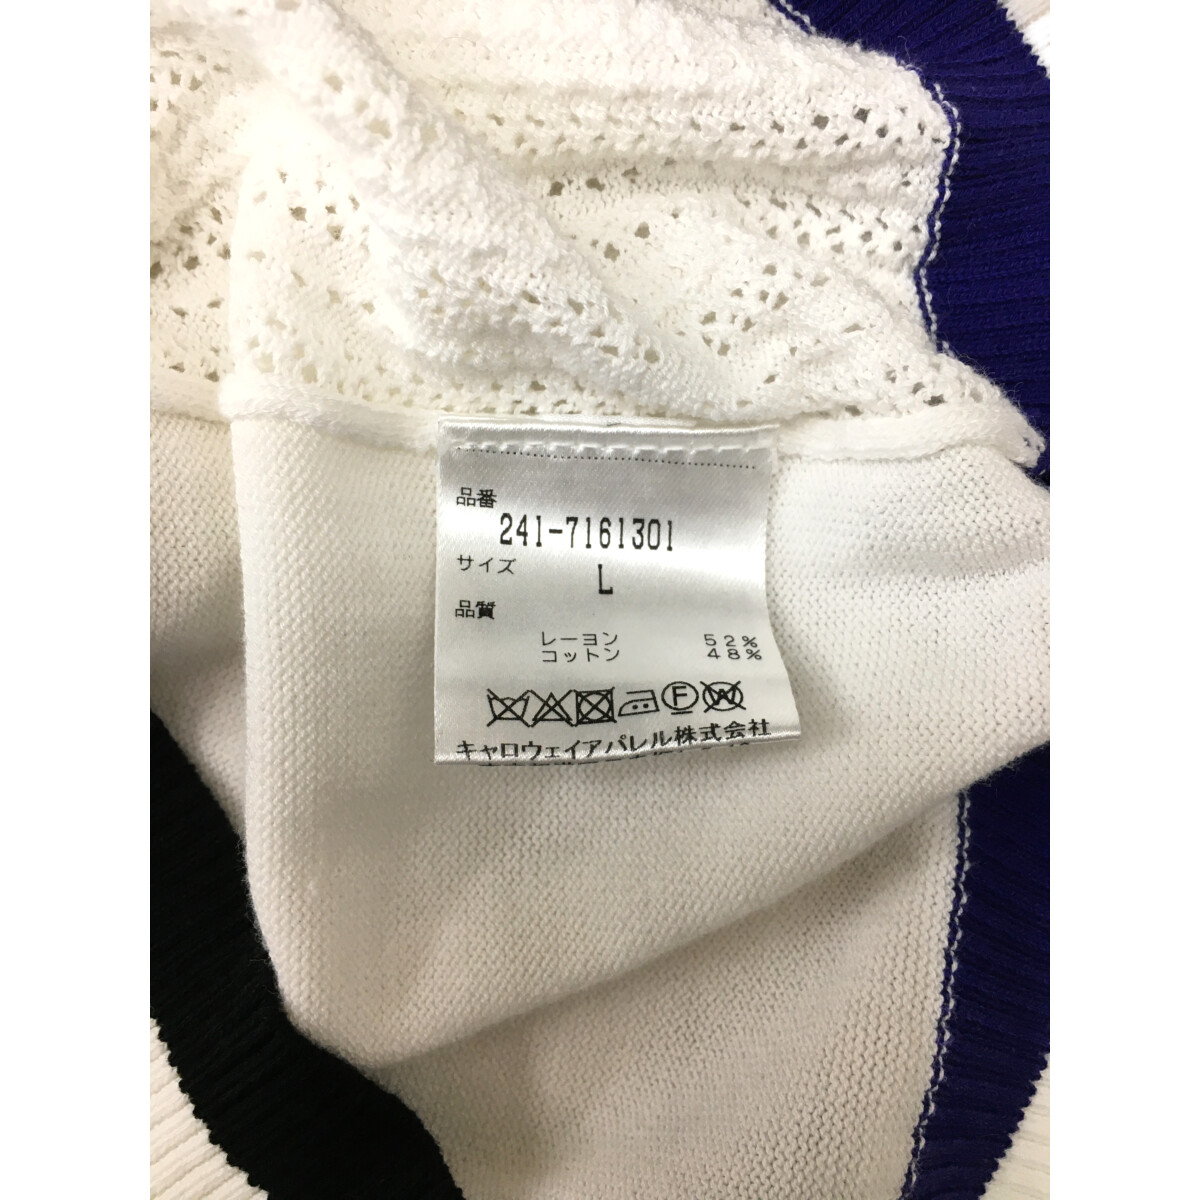 品番
241-7161301
サイズ L
品質
レーヨン 52%
コットン 48%
F W
キャロウェイアパレル株式会社